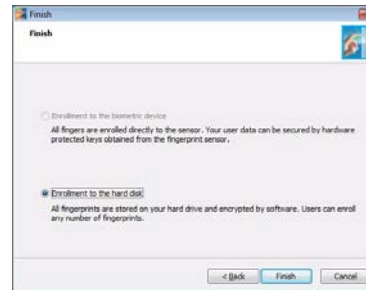 Finish
Finish
Enrollment to the biometric device
All fingers are enrolled directly to the sensor. Your user data can be secured by hardware
protected keys obtained from the fingerprint sensor.
Enrollment to the hard disk
All fingerprints are stored on your hard drive and encrypted by software. Users can enroll
any number of fingerprints.
< Back
Finish
Cancel